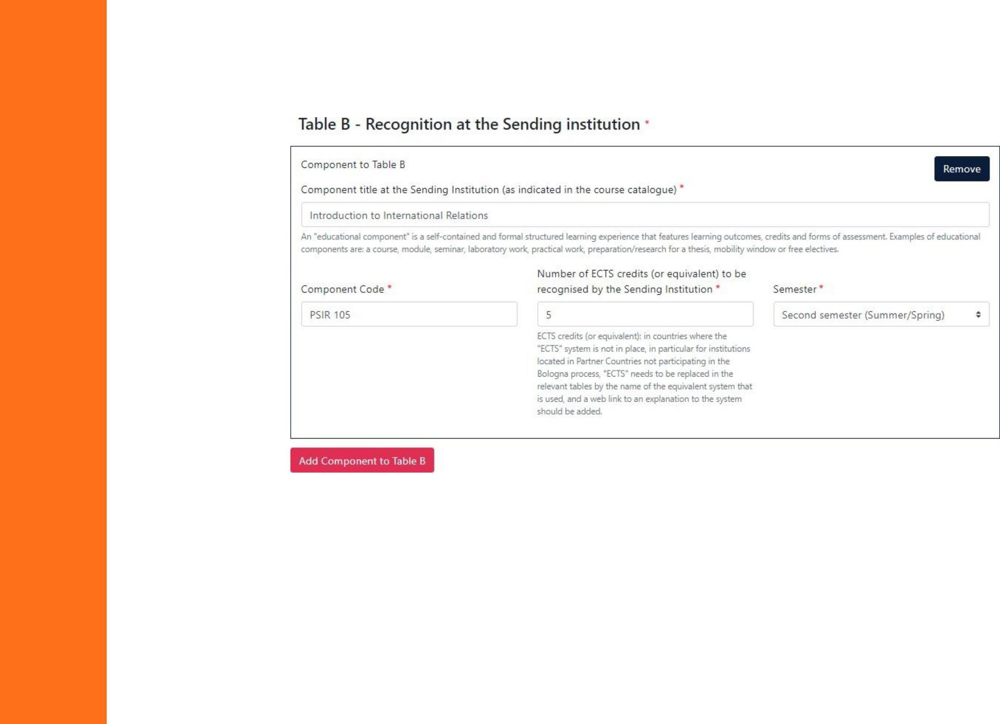 Table B - Recognition at the Sending institution *
Component to Table B
Remove
Component title at the Sending Institution (as indicated in the course catalogue) *
Introduction to International Relations
An "educational component" is a self-contained and formal structured learning experience that features learning outcomes, credits and forms of assessment. Examples of educational
components are: a course, module, seminar, laboratory work, practical work, preparation/research for a thesis, mobility window or free electives.
Component Code *
PSIR 105
Number of ECTS credits (or equivalent) to be
recognised by the Sending Institution *
5
ECTS credits (or equivalent): in countries where the
"ECTS" system is not in place, in particular for institutions
located in Partner Countries not participating in the
Bologna process, "ECTS" needs to be replaced in the
relevant tables by the name of the equivalent system that
is used, and a web link to an explanation to the system
should be added.
Semester *
Second semester (Summer/Spring)
Add Component to Table B